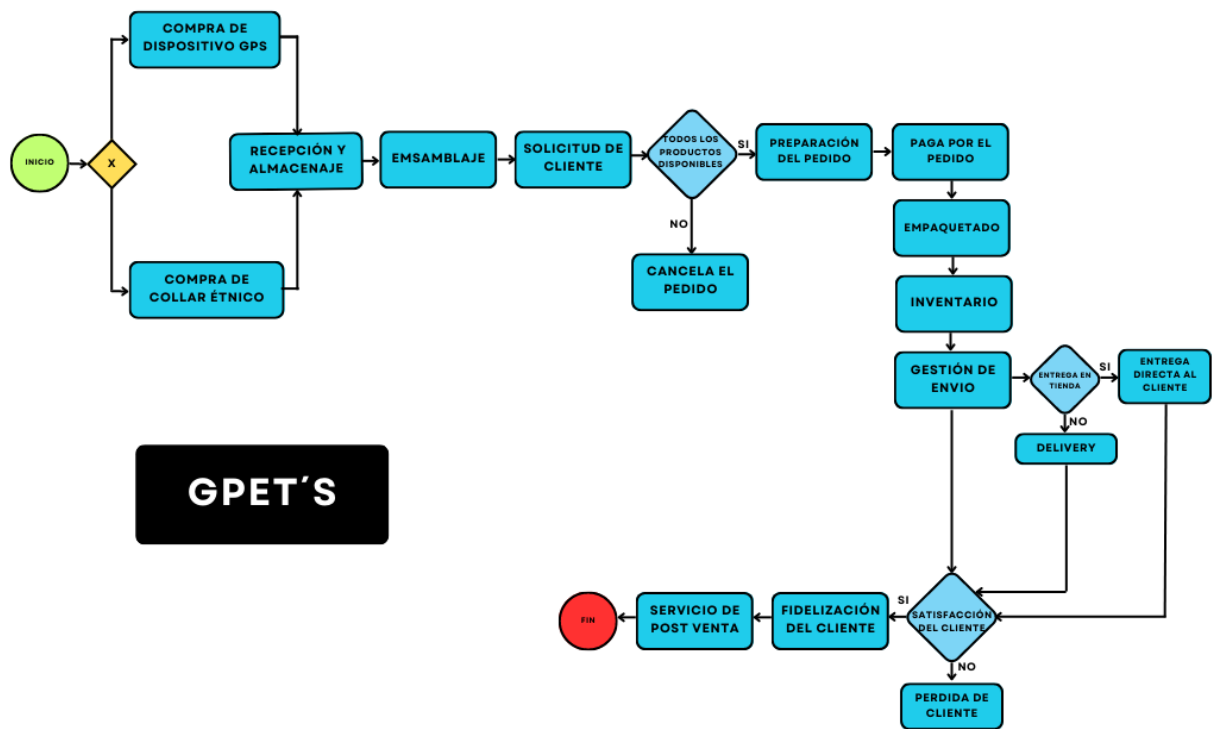 COMPRA DE
DISPOSITIVO GPS
INICIO
X
RECEPCIÓN Y
ALMACENAJE
EMSAMBLAJE
SOLICITUD DE
CLIENTE
TODOS LOS
PRODUCTOS
DISPONIBLES
SI
PREPARACIÓN
DEL PEDIDO
PAGA POR EL
PEDIDO
EMPAQUETADO
NO
CANCELA EL
PEDIDO
COMPRA DE
COLLAR ÉTNICO
INVENTARIO
GESTIÓN DE
ENVIO
ENTREGA EN
TIENDA
SI
ENTREGA
DIRECTA AL
CLIENTE
NO
DELIVERY
GPET´S
FIN
SERVICIO DE
POST VENTA
FIDELIZACIÓN
DEL CLIENTE
SI
SATISFACCIÓN
DEL CLIENTE
NO
PERDIDA DE
CLIENTE